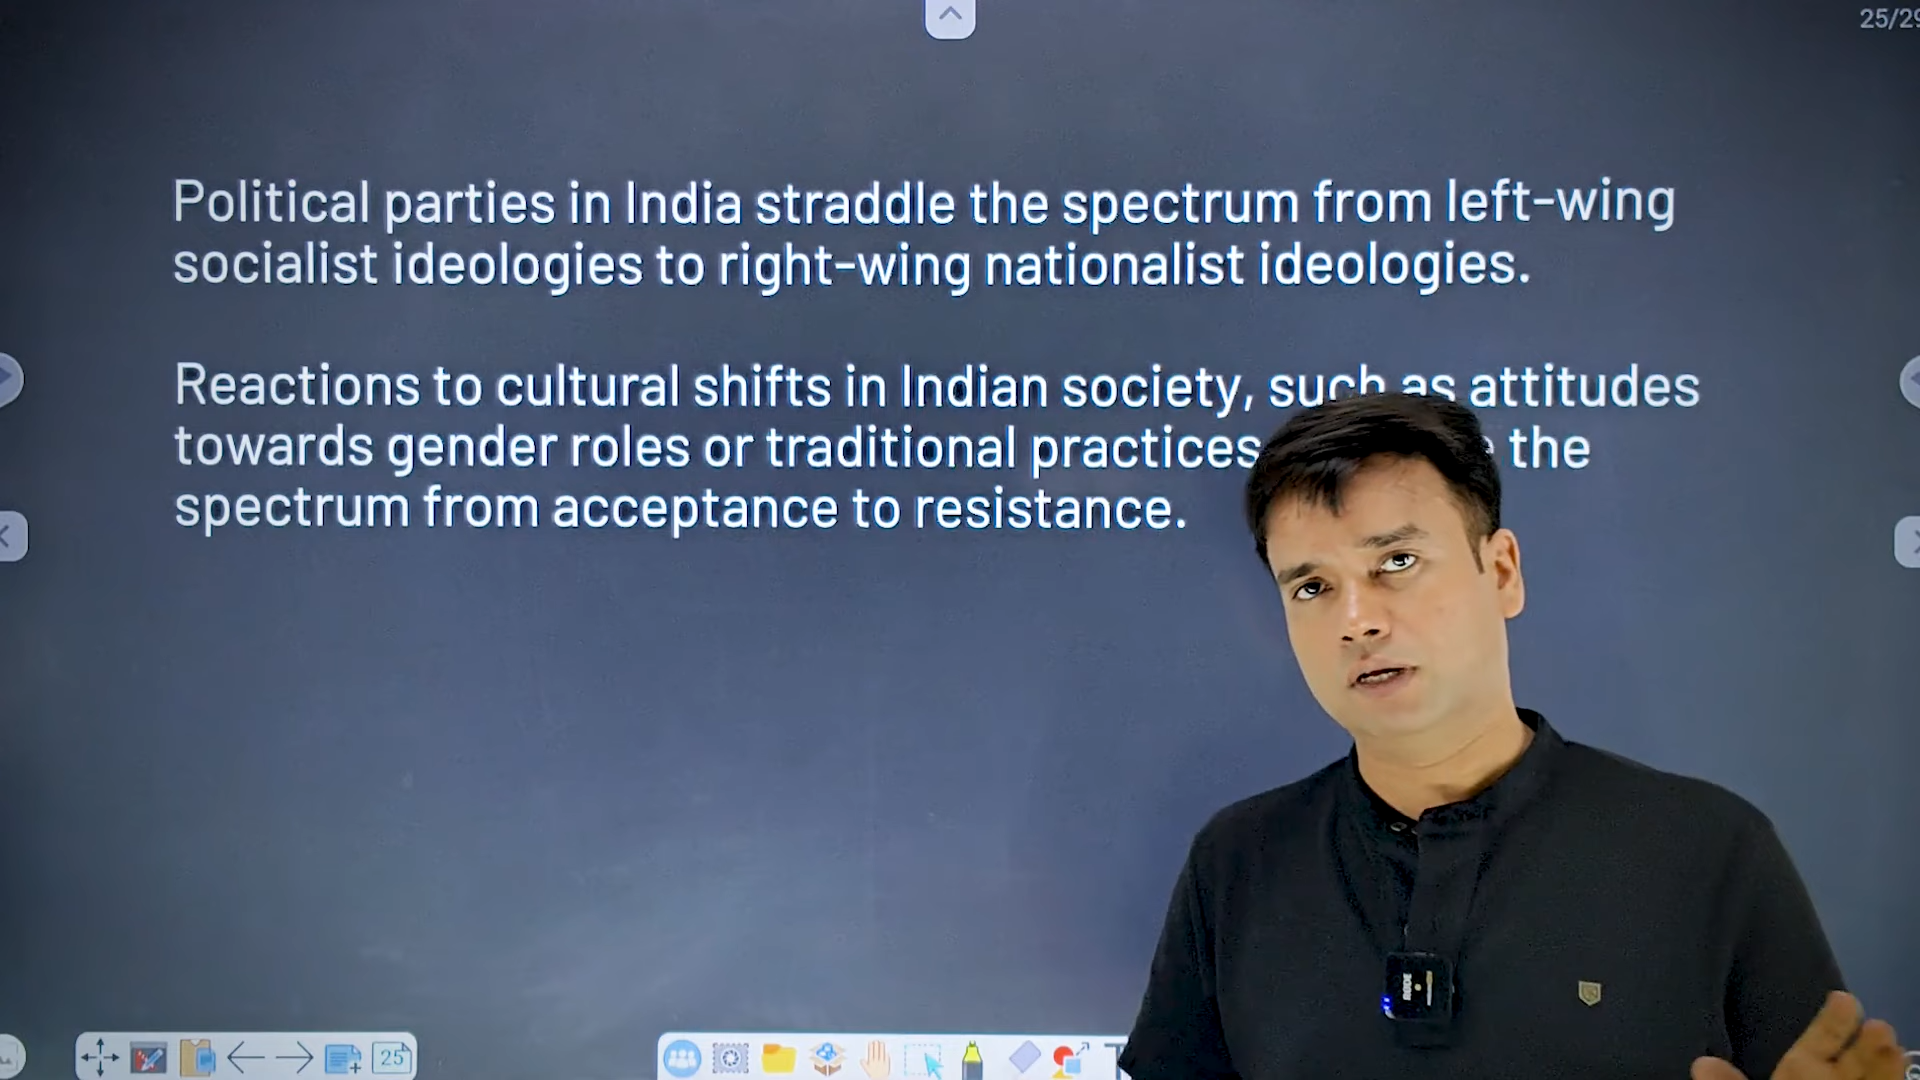 25/29
Political parties in India straddle the spectrum from left-wing
socialist ideologies to right-wing nationalist ideologies.
Reactions to cultural shifts in Indian society, such as attitudes
towards gender roles or traditional practices the
spectrum from acceptance to resistance.
RODE
25